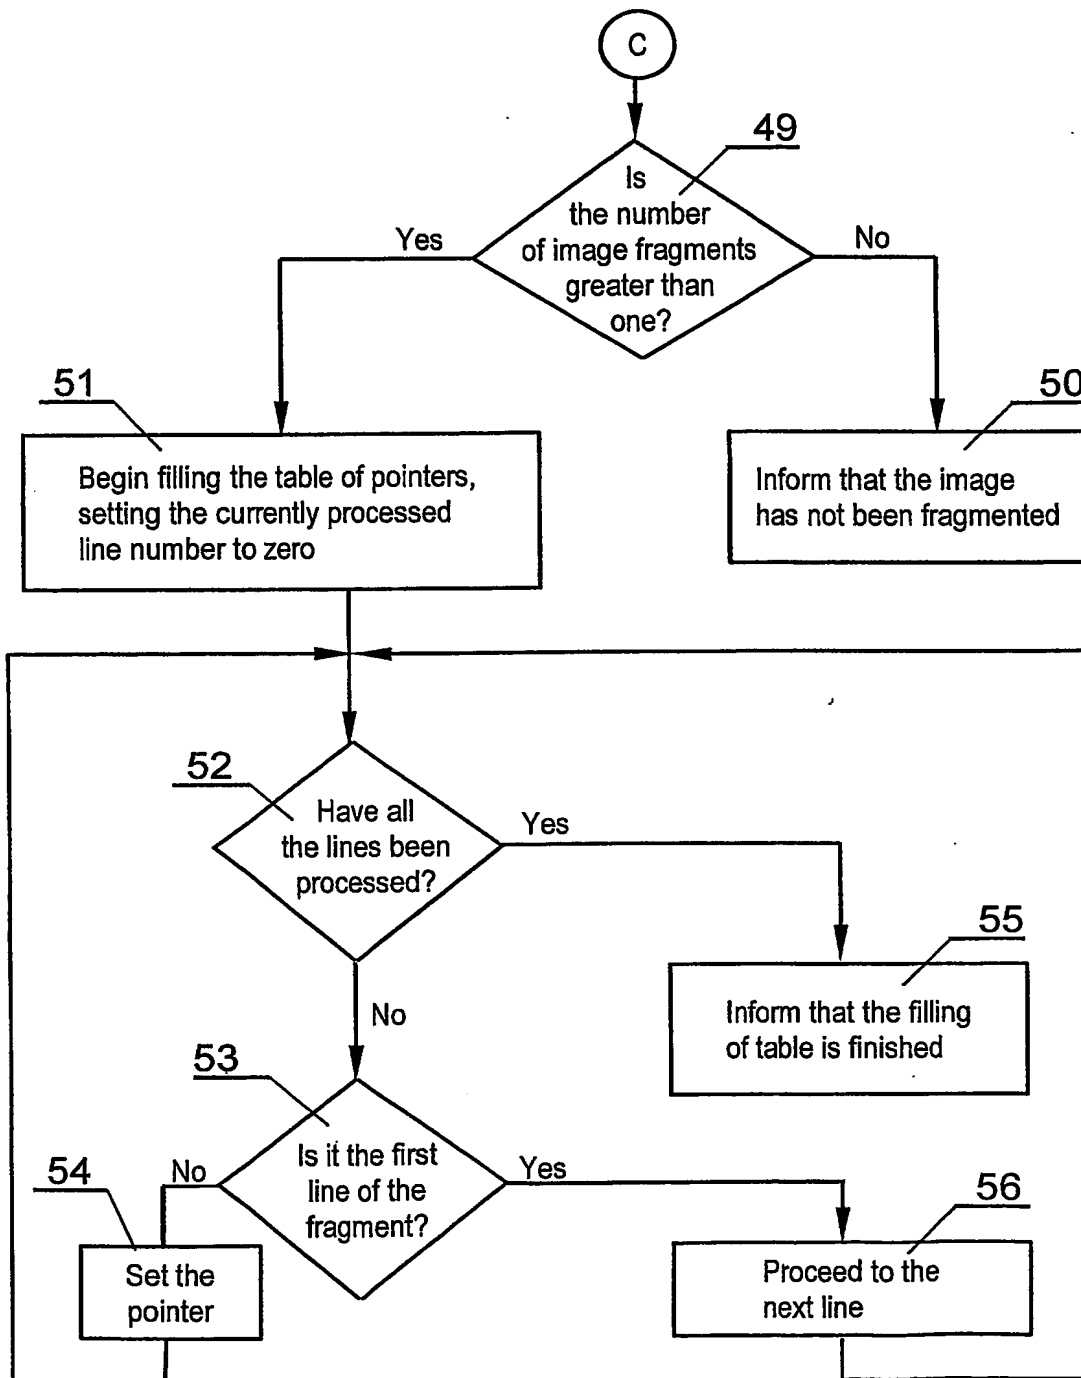 C
49
Is
the number
of image fragments
greater than
one?
Yes
No
51
50
Begin filling the table of pointers,
setting the currently processed
line number to zero
Inform that the image
has not been fragmented
52
Have all
the lines been
processed?
Yes
No
55
Inform that the filling
of table is finished
53
Is it the first
line of the
fragment?
No
Yes
54
Set the
pointer
56
Proceed to the
next line